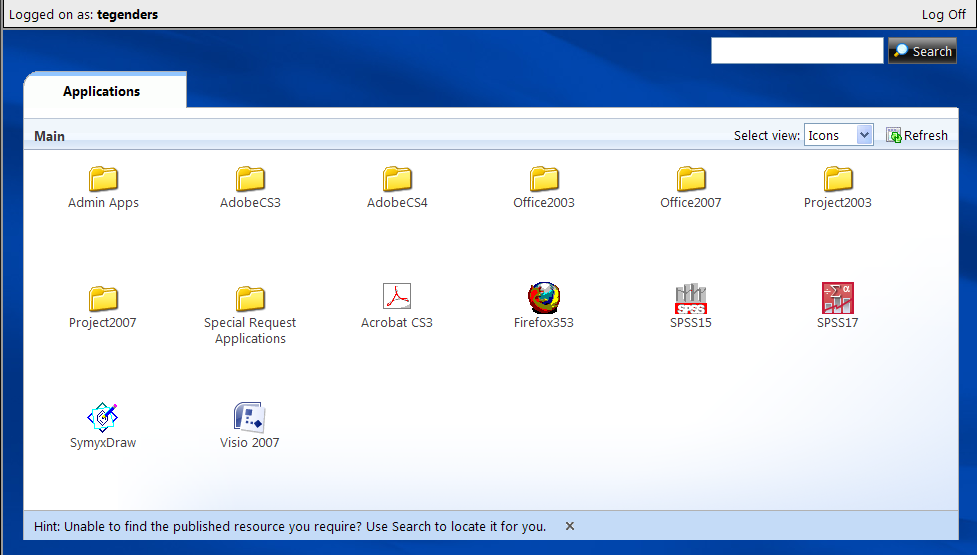 Logged on as: tegenders Log Off
Search
Applications
Main Select view: Icons Refresh
Admin Apps AdobeCS3 AdobeCS4 Office2003 Office2007 Project2003
Project2007 Special Request Acrobat CS3 Firefox353 SPSS15 SPSS17
Applications
SPSS
Σ α
SymyxDraw Visio 2007
Hint: Unable to find the published resource you require? Use Search to locate it for you. ×